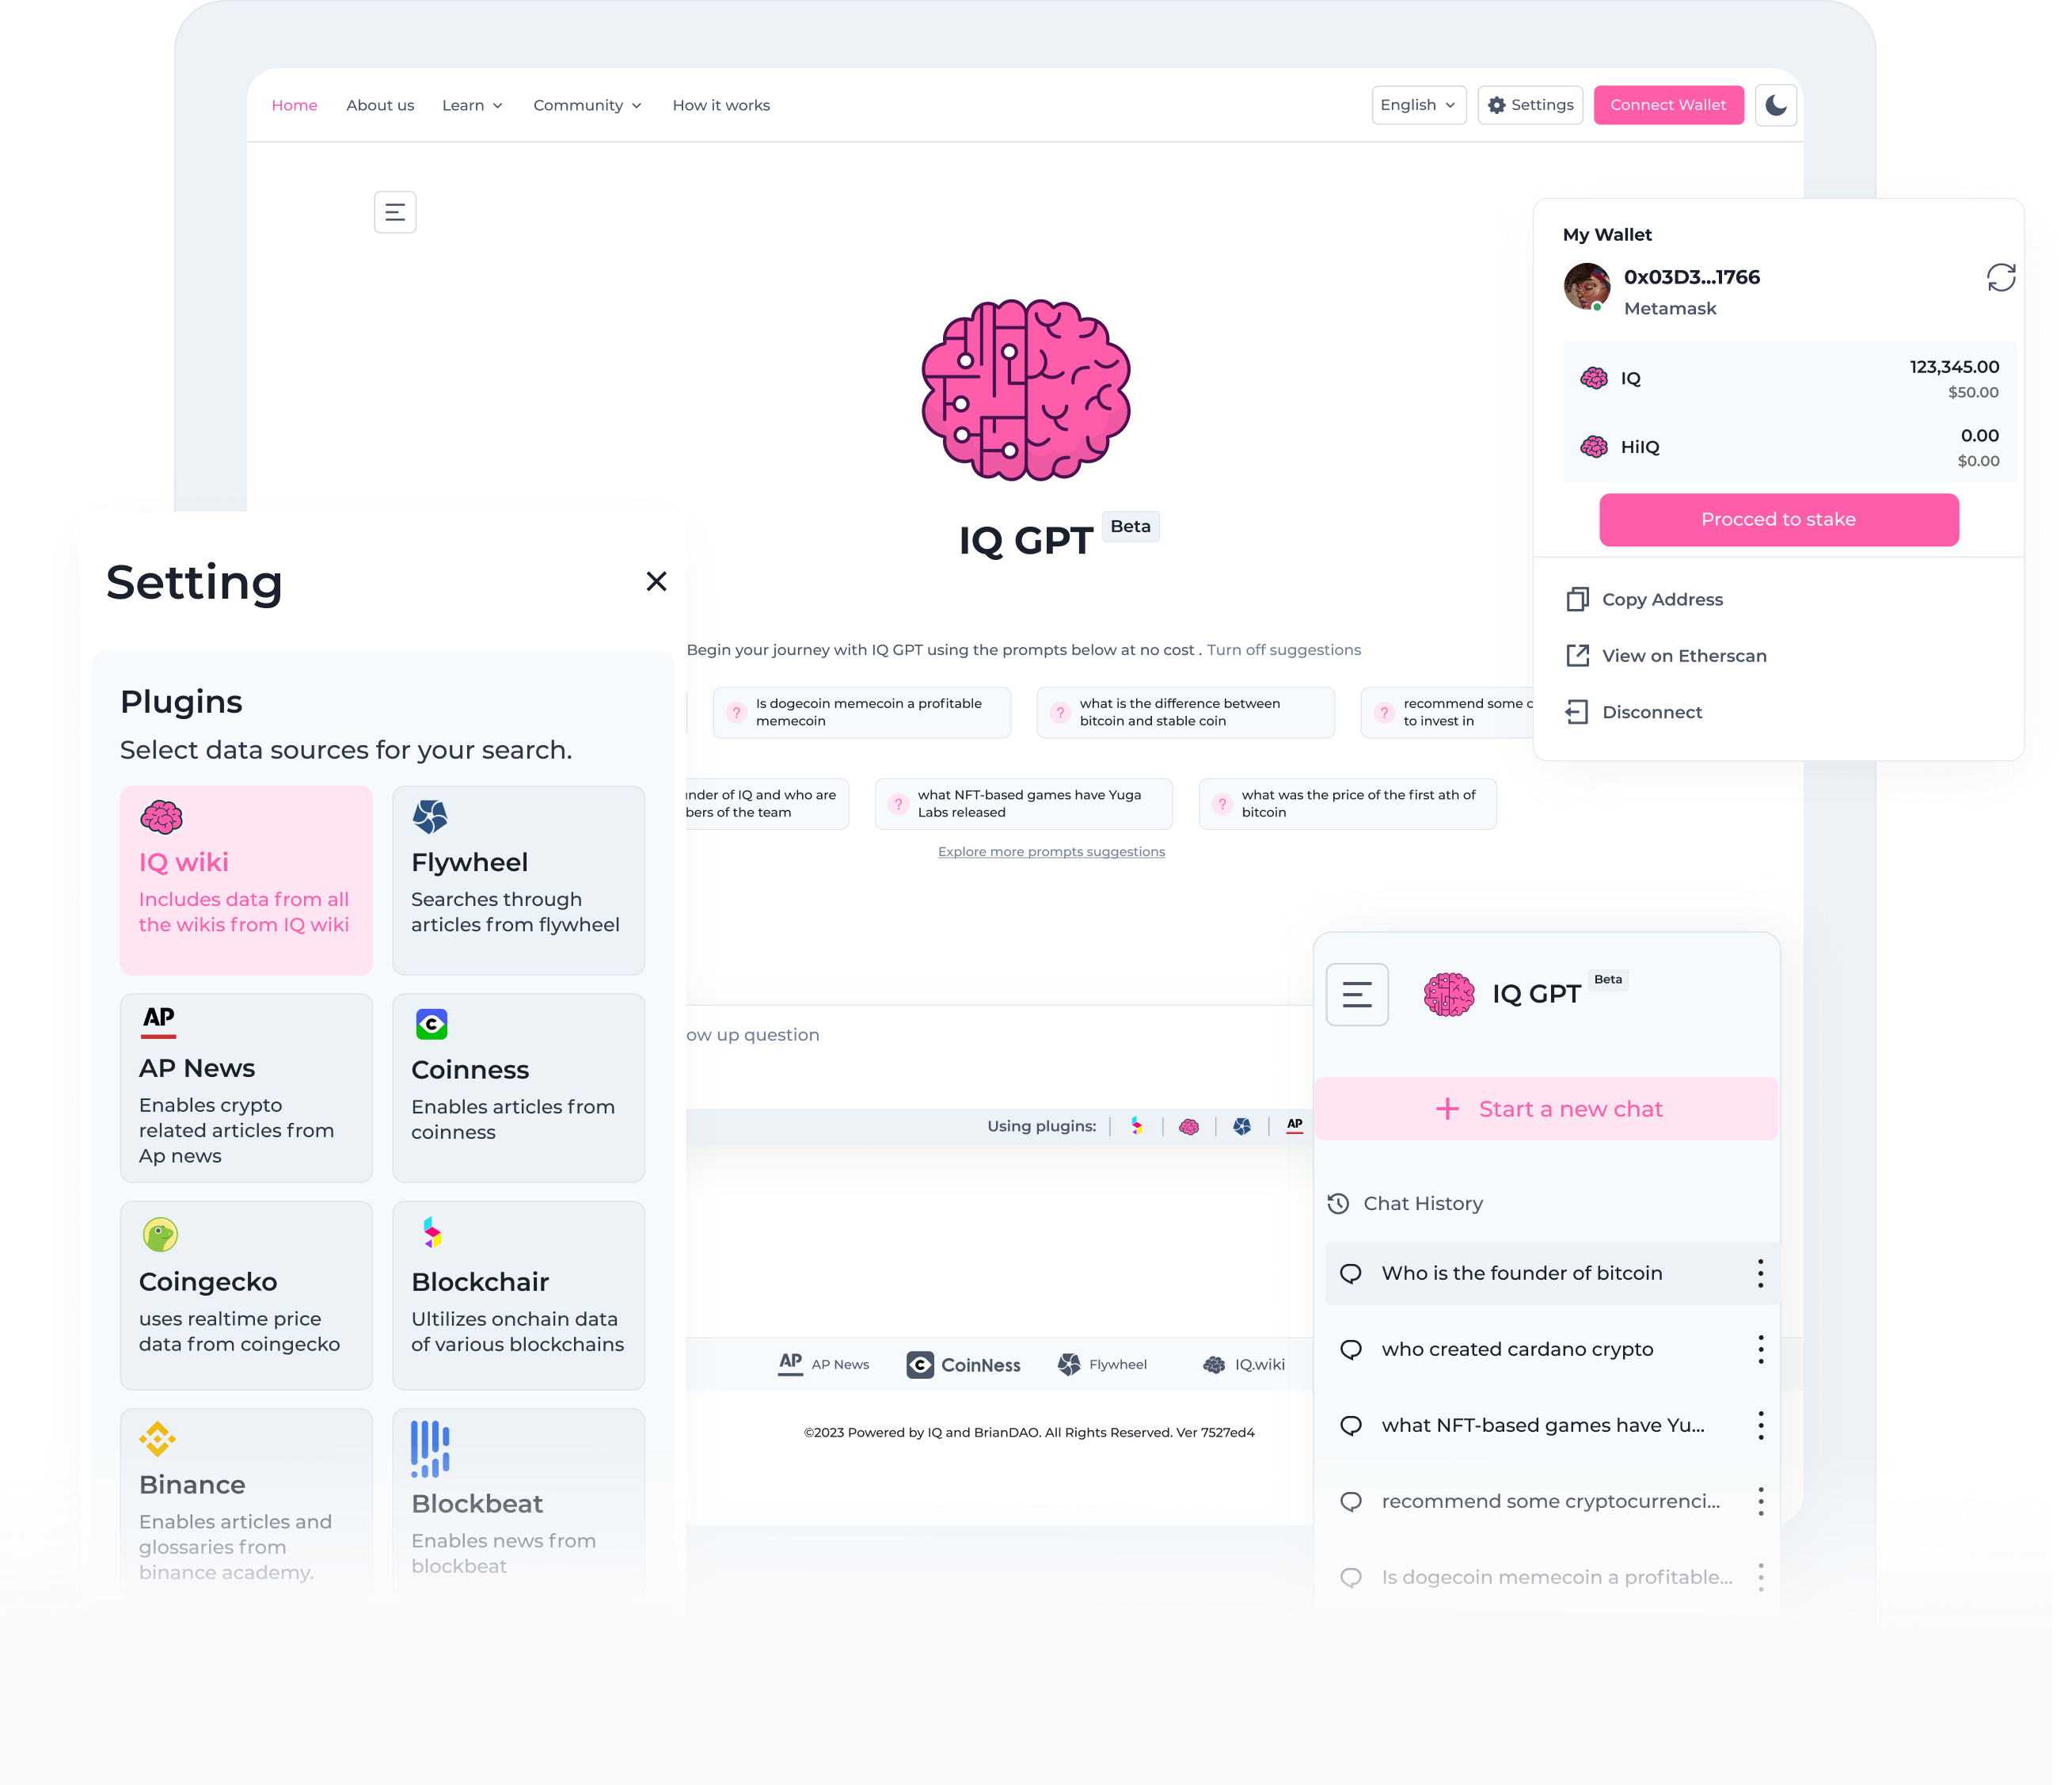 Home
About us
Learn
Community
How it works
English
Settings
Connect Wallet
My Wallet
0x03D3...1766
Metamask
IQ
123,345.00
$50.00
HiIQ
0.00
$0.00
Procced to stake
Copy Address
View on Etherscan
Disconnect
IQ GPT
Beta
Begin your journey with IQ GPT using the prompts below at no cost . Turn off suggestions
? Is dogecoin memecoin a profitable
memecoin
? what is the difference between
bitcoin and stable coin
? recommend some c
to invest in
nder of IQ and who are
bers of the team
? what NFT-based games have Yuga
Labs released
? what was the price of the first ath of
bitcoin
Explore more prompts suggestions
ow up question
Using plugins:
AP
AP AP News
C CoinNess
Flywheel
IQ.wiki
©2023 Powered by IQ and BrianDAO. All Rights Reserved. Ver 7527ed4
Setting
Plugins
Select data sources for your search.
IQ wiki
Includes data from all
the wikis from IQ wiki
Flywheel
Searches through
articles from flywheel
AP
AP News
Enables crypto
related articles from
Ap news
C
Coinness
Enables articles from
coinness
Coingecko
uses realtime price
data from coingecko
Blockchair
Ultilizes onchain data
of various blockchains
Binance
Enables articles and
glossaries from
binance academy.
Blockbeat
Enables news from
blockbeat
IQ GPT
Beta
+ Start a new chat
Chat History
Who is the founder of bitcoin
who created cardano crypto
what NFT-based games have Yu...
recommend some cryptocurrenci...
Is dogecoin memecoin a profitable...